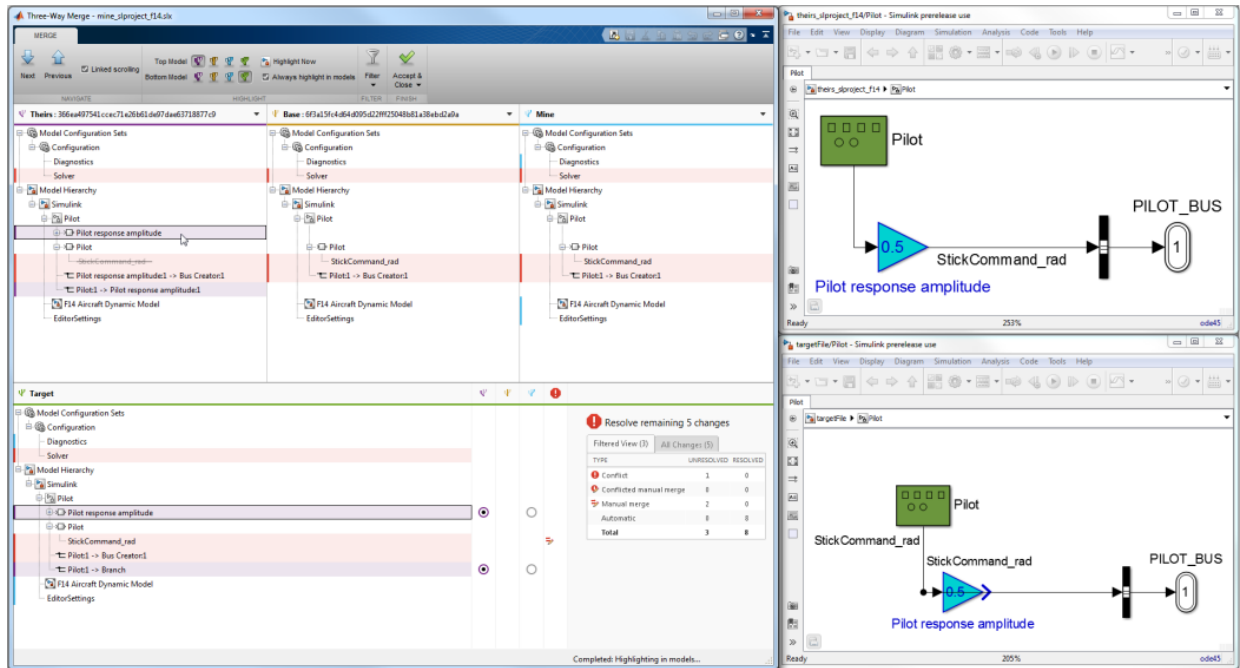 Three-Way Merge - mine_slproject_f14.slx
MERGE
Next Previous
Linked scrolling
Top Model
Bottom Model
Highlight Now
Always highlight in models
Filter
Accept & Close
NAVIGATE HIGHLIGHT FILTER FINISH
Theirs : 366ea497541ccec71e26b61de97dae63718877c9
Model Configuration Sets
Configuration
Diagnostics
Solver
Model Hierarchy
Simulink
Pilot
Pilot response amplitude
Pilot
StickCommand_rad
Pilot response amplitude:1 -> Bus Creator:1
Pilot:1 -> Pilot response amplitude:1
F14 Aircraft Dynamic Model
EditorSettings
Base : 6f3a15fc4d64d095d22fff25048b81a38ebd2a9a
Model Configuration Sets
Configuration
Diagnostics
Solver
Model Hierarchy
Simulink
Pilot
Pilot
StickCommand_rad
Pilot:1 -> Bus Creator:1
F14 Aircraft Dynamic Model
EditorSettings
Mine
Model Configuration Sets
Configuration
Diagnostics
Solver
Model Hierarchy
Simulink
Pilot
Pilot
StickCommand_rad
Pilot:1 -> Bus Creator:1
F14 Aircraft Dynamic Model
EditorSettings
Target
Model Configuration Sets
Configuration
Diagnostics
Solver
Model Hierarchy
Simulink
Pilot
Pilot response amplitude
Pilot
StickCommand_rad
Pilot:1 -> Bus Creator:1
Pilot:1 -> Branch
F14 Aircraft Dynamic Model
EditorSettings
Resolve remaining 5 changes
Filtered View (3) All Changes (5)
TYPE UNRESOLVED RESOLVED
Conflict 1 0
Conflicted manual merge 0 0
Manual merge 2 0
Automatic 0 8
Total 3 8
Completed: Highlighting in models...
theirs_slproject_f14/Pilot - Simulink prerelease use
File Edit View Display Diagram Simulation Analysis Code Tools Help
Pilot
theirs_slproject_f14 Pilot
Pilot
PILOT_BUS
0.5
1
StickCommand_rad
Pilot response amplitude
Ready 253% ode45
targetFile/Pilot - Simulink prerelease use
File Edit View Display Diagram Simulation Analysis Code Tools Help
Pilot
targetFile Pilot
Pilot
StickCommand_rad
StickCommand_rad
PILOT_BUS
0.5
1
Pilot response amplitude
Ready 205% ode45